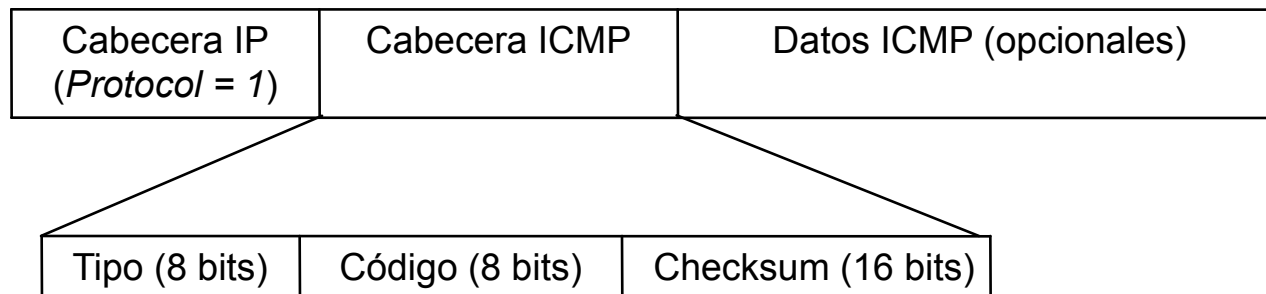 Cabecera IP
(Protocol = 1)
Cabecera ICMP
Datos ICMP (opcionales)
Tipo (8 bits)
Código (8 bits)
Checksum (16 bits)